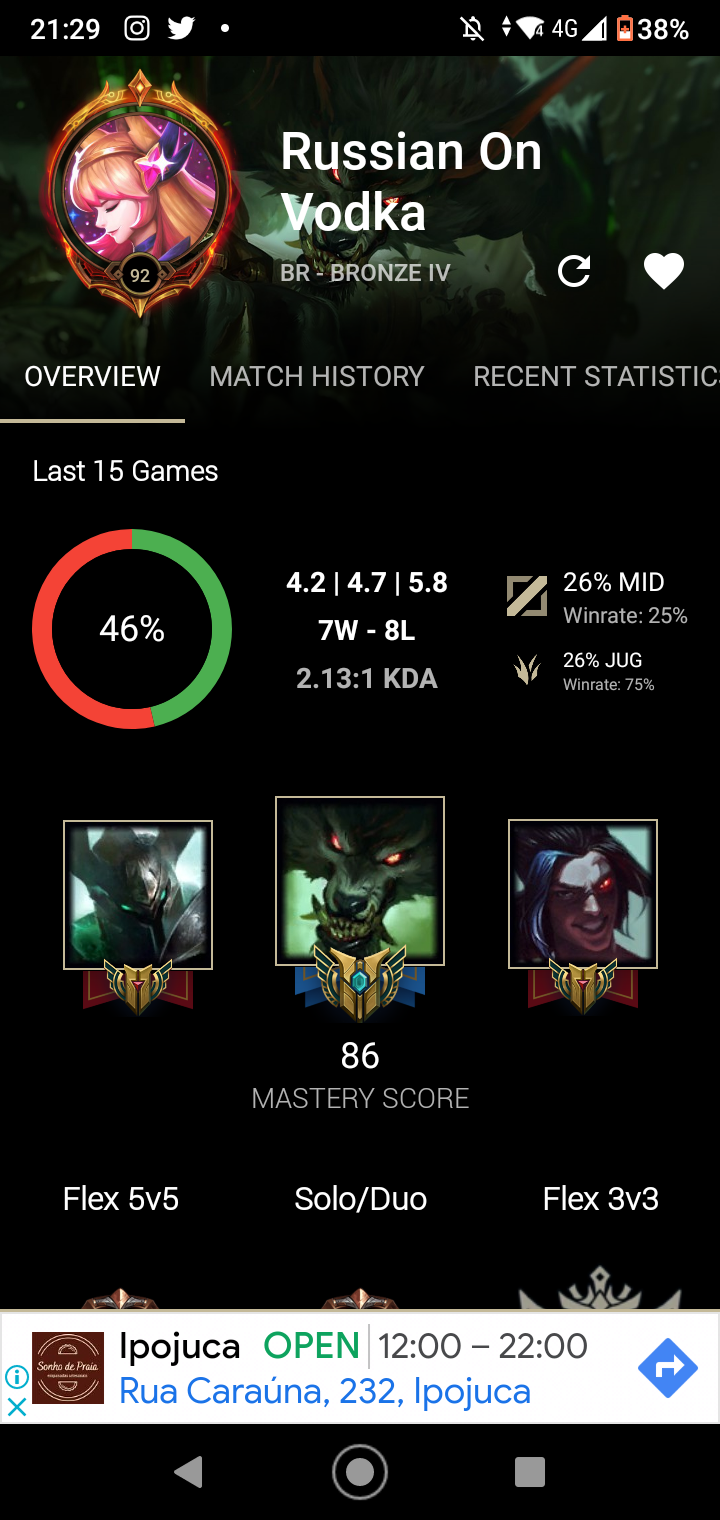 21:29
4G 38%
Russian On
Vodka
BR - BRONZE IV
92
OVERVIEW MATCH HISTORY RECENT STATISTIC
Last 15 Games
46%
4.2 | 4.7 | 5.8
7W - 8L
2.13:1 KDA
26% MID
Winrate: 25%
26% JUG
Winrate: 75%
86
MASTERY SCORE
Flex 5v5 Solo/Duo Flex 3v3
Sonho de Praia
Ipojuca OPEN 12:00 – 22:00
Rua Caraúna, 232, Ipojuca